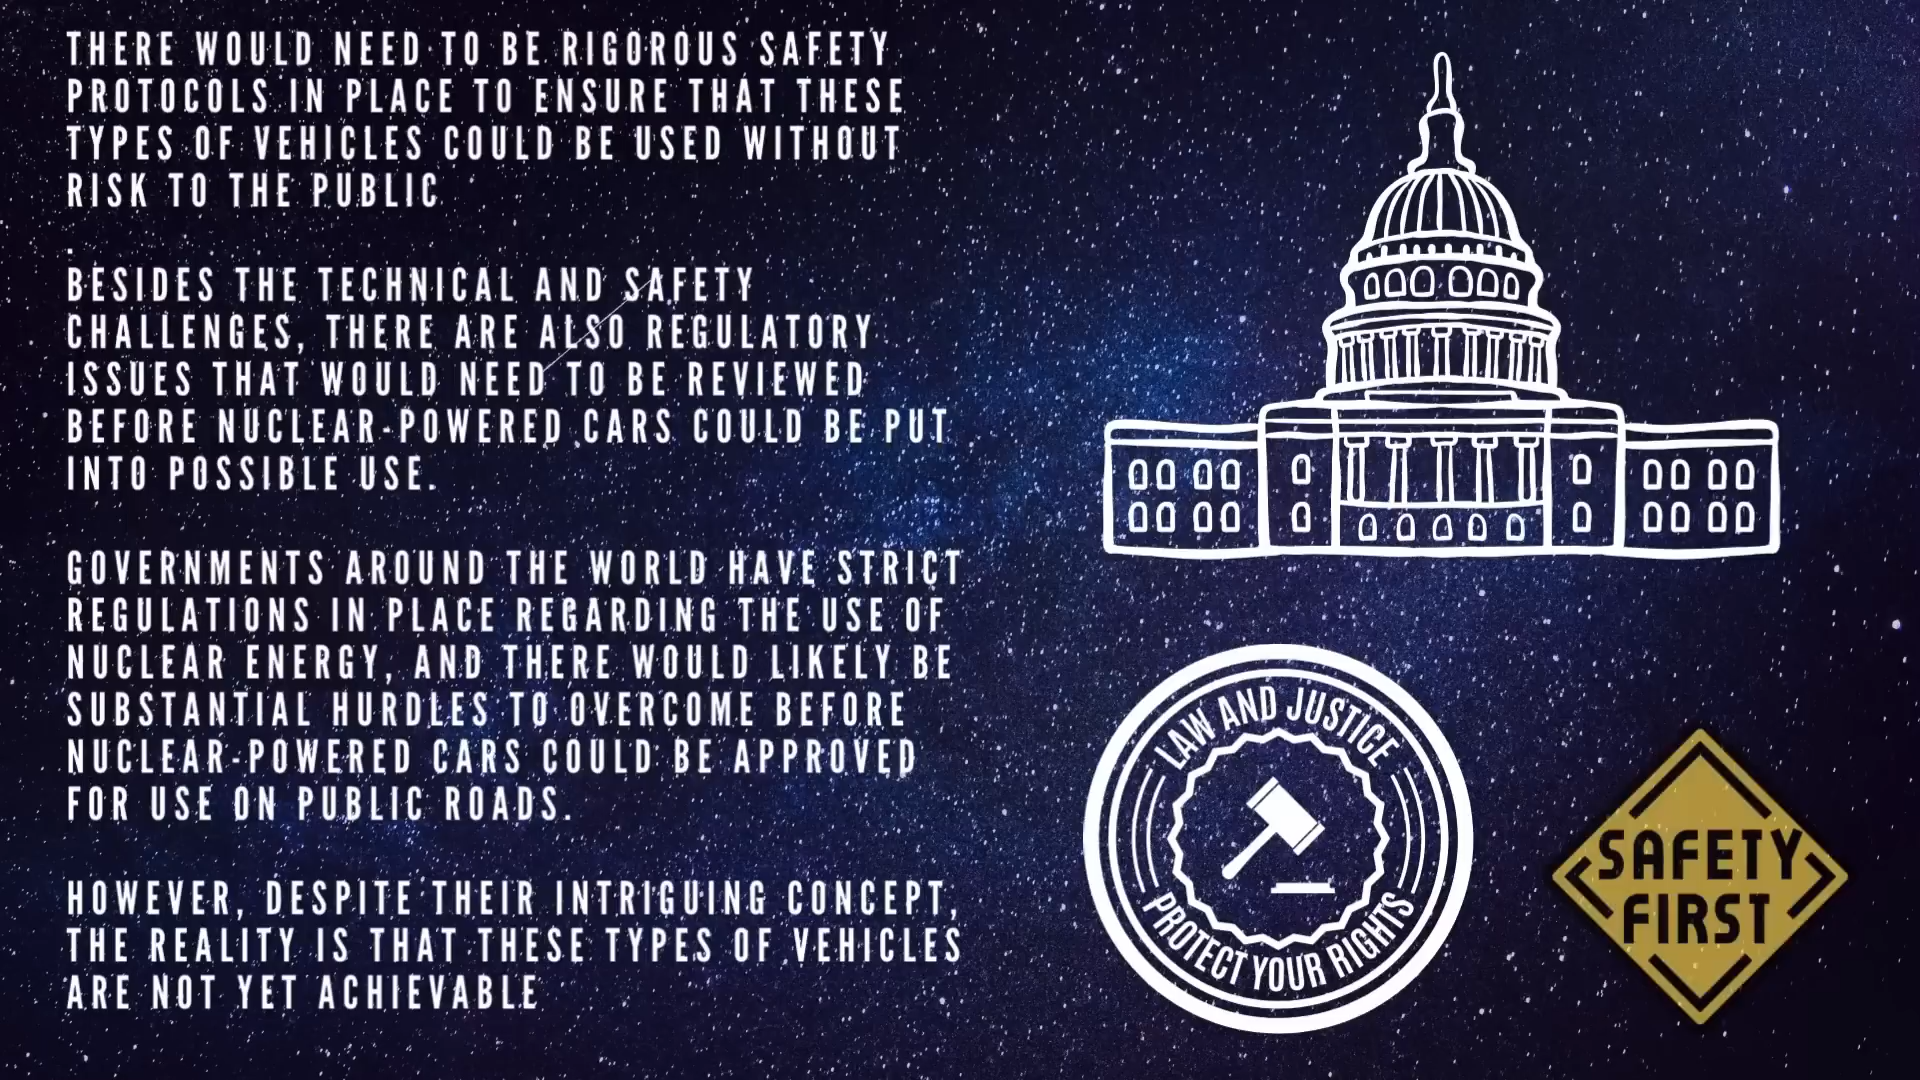 THERE WOULD NEED TO BE RIGOROUS SAFETY
PROTOCOLS IN PLACE TO ENSURE THAT THESE
TYPES OF VEHICLES COULD BE USED WITHOUT
RISK TO THE PUBLIC
.
BESIDES THE TECHNICAL AND SAFETY
CHALLENGES, THERE ARE ALSO REGULATORY
ISSUES THAT WOULD NEED TO BE REVIEWED
BEFORE NUCLEAR-POWERED CARS COULD BE PUT
INTO POSSIBLE USE.
GOVERNMENTS AROUND THE WORLD HAVE STRICT
REGULATIONS IN PLACE REGARDING THE USE OF
NUCLEAR ENERGY, AND THERE WOULD LIKELY BE
SUBSTANTIAL HURDLES TO OVERCOME BEFORE
NUCLEAR-POWERED CARS COULD BE APPROVED
FOR USE ON PUBLIC ROADS.
HOWEVER, DESPITE THEIR INTRIGUING CONCEPT,
THE REALITY IS THAT THESE TYPES OF VEHICLES
ARE NOT YET ACHIEVABLE
LAW AND JUSTICE
PROTECT YOUR RIGHTS
SAFETY
FIRST